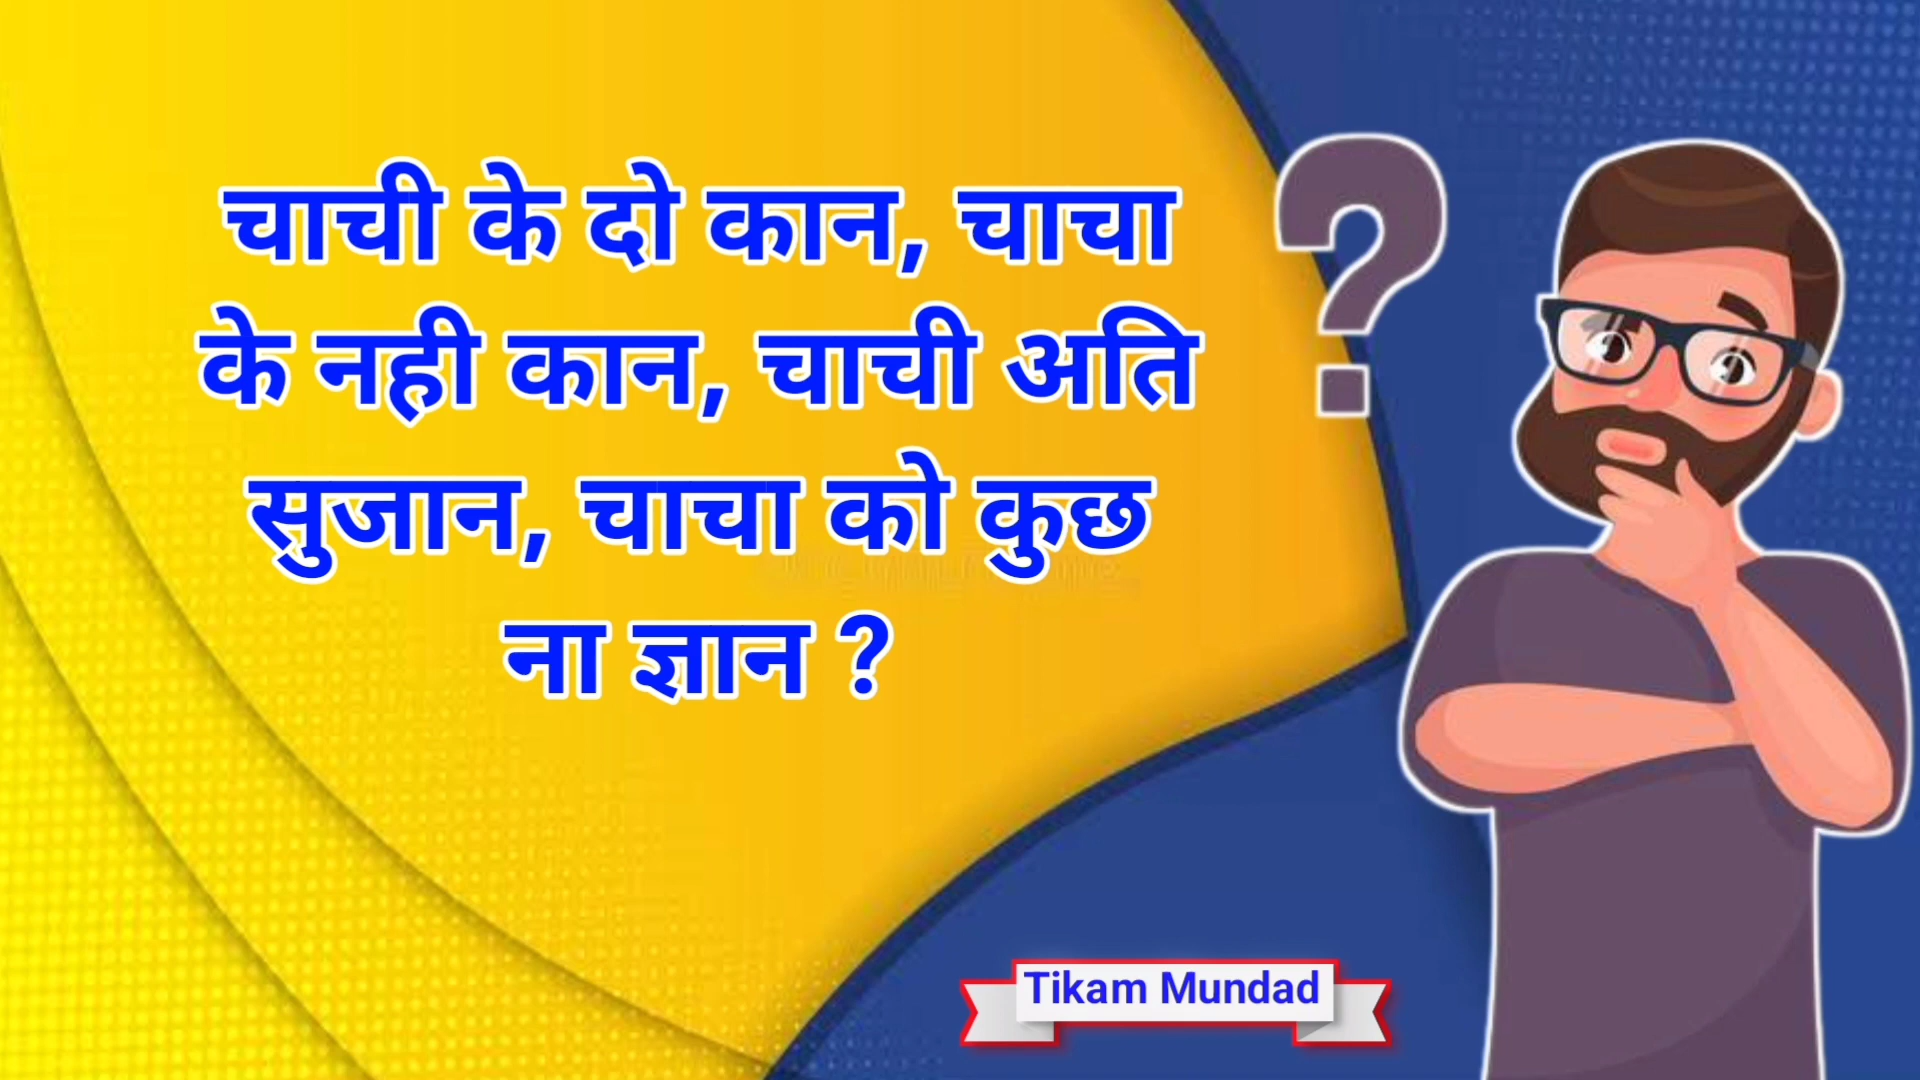 चाची के दो कान, चाचा
के नही कान, चाची अति
सुजान, चाचा को कुछ
ना ज्ञान ?
?
Tikam Mundad